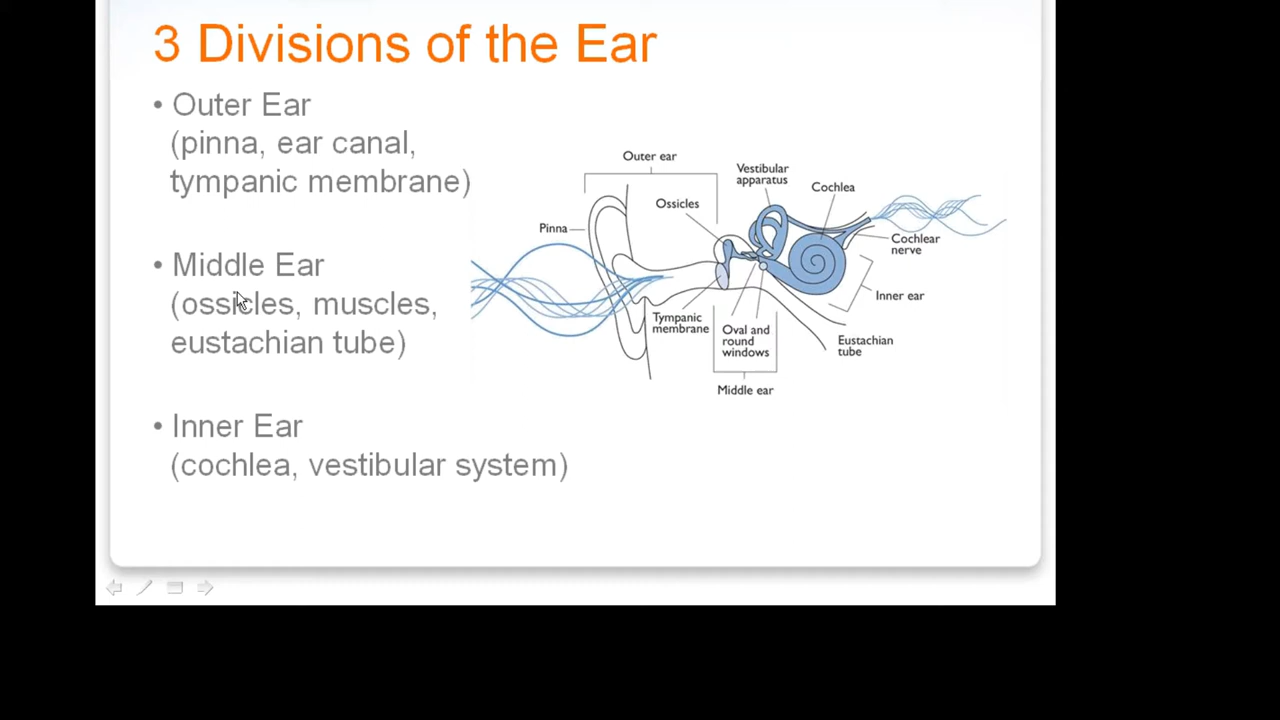 3 Divisions of the Ear
• Outer Ear
(pinna, ear canal,
tympanic membrane)
• Middle Ear
(ossicles, muscles,
eustachian tube)
• Inner Ear
(cochlea, vestibular system)
Outer ear
Pinna
Ossicles
Vestibular
apparatus
Cochlea
Cochlear
nerve
Inner ear
Eustachian
tube
Tympanic
membrane
Oval and
round
windows
Middle ear